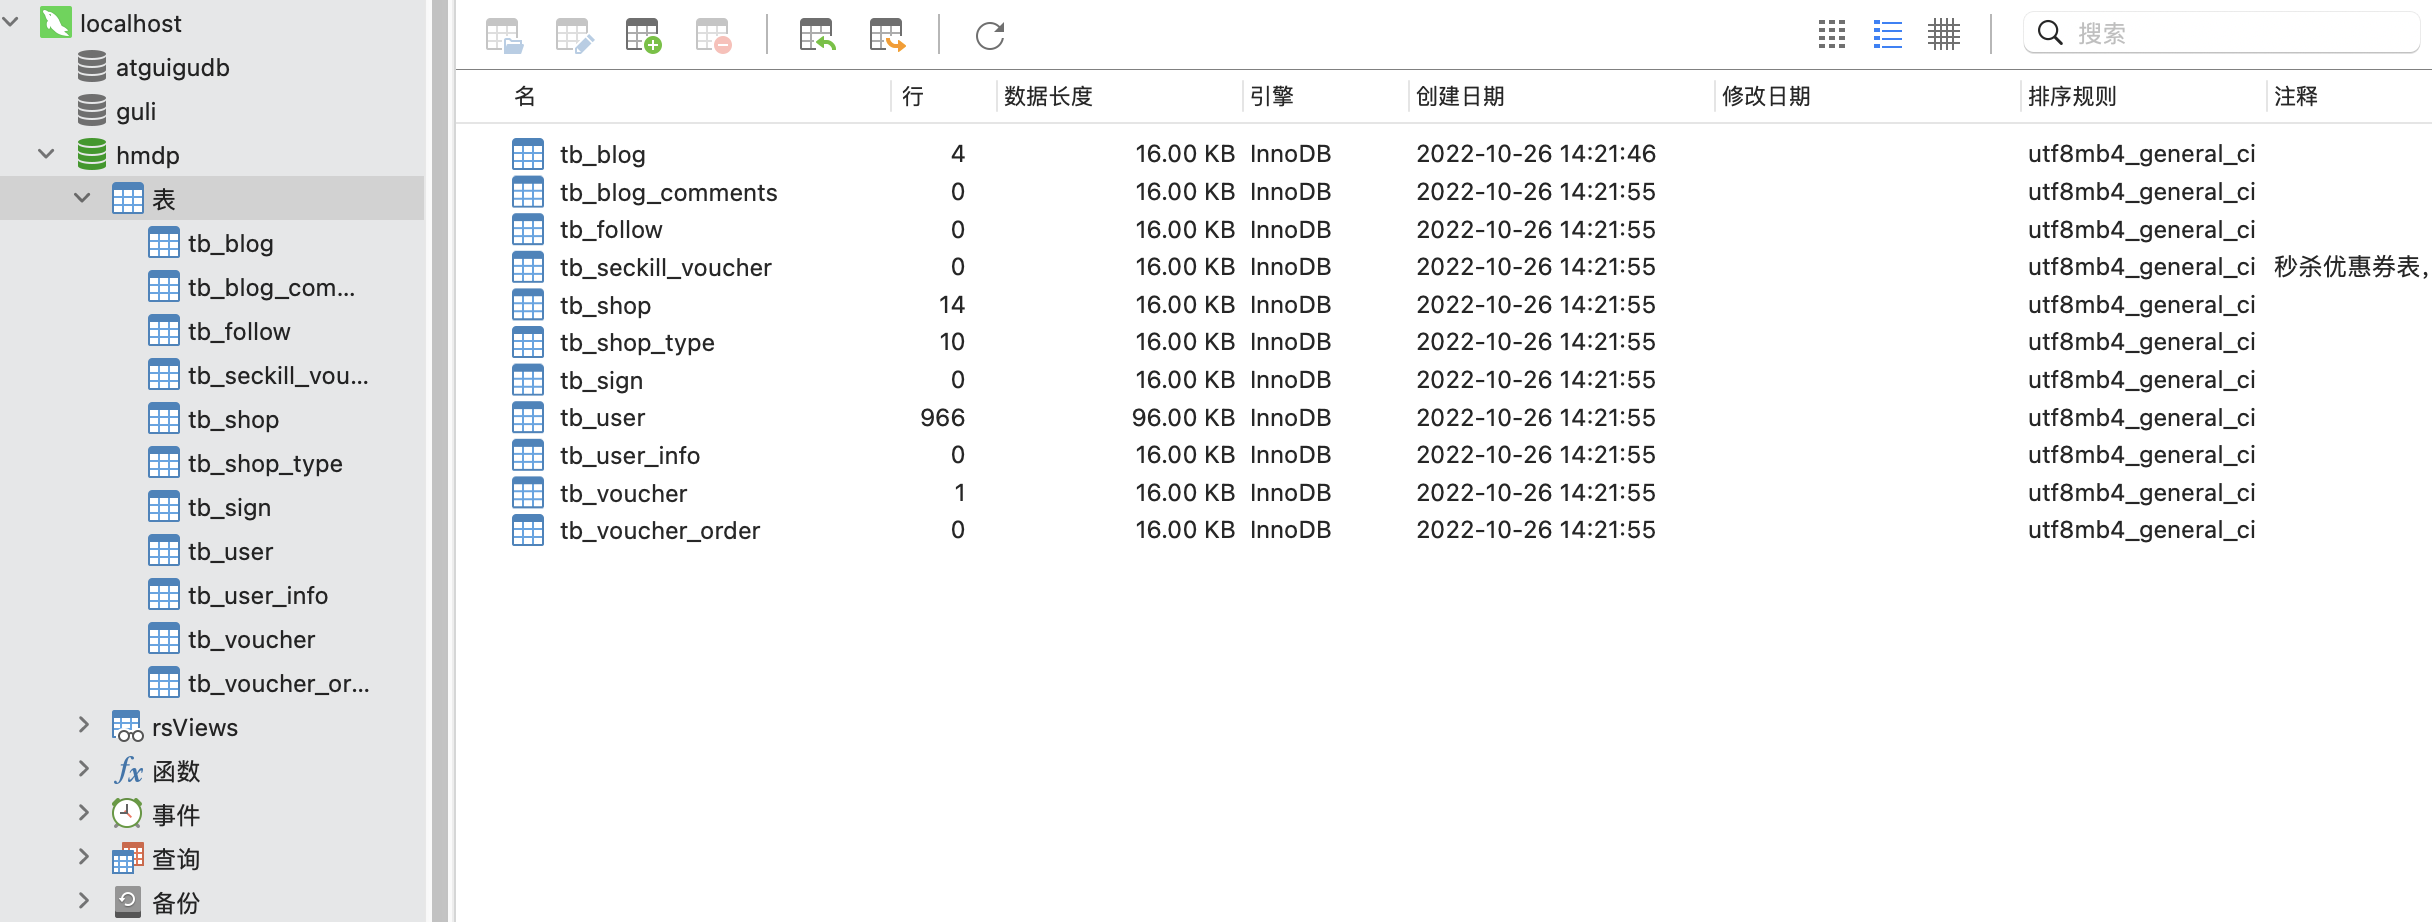 localhost
atguigudb
guli
hmdp
表
tb_blog
tb_blog_com...
tb_follow
tb_seckill_vou...
tb_shop
tb_shop_type
tb_sign
tb_user
tb_user_info
tb_voucher
tb_voucher_or...
rsViews
fx 函数
事件
查询
备份
搜索
名 行 数据长度 引擎 创建日期 修改日期 排序规则 注释
tb_blog 4 16.00 KB InnoDB 2022-10-26 14:21:46 utf8mb4_general_ci
tb_blog_comments 0 16.00 KB InnoDB 2022-10-26 14:21:55 utf8mb4_general_ci
tb_follow 0 16.00 KB InnoDB 2022-10-26 14:21:55 utf8mb4_general_ci
tb_seckill_voucher 0 16.00 KB InnoDB 2022-10-26 14:21:55 utf8mb4_general_ci 秒杀优惠券表，
tb_shop 14 16.00 KB InnoDB 2022-10-26 14:21:55 utf8mb4_general_ci
tb_shop_type 10 16.00 KB InnoDB 2022-10-26 14:21:55 utf8mb4_general_ci
tb_sign 0 16.00 KB InnoDB 2022-10-26 14:21:55 utf8mb4_general_ci
tb_user 966 96.00 KB InnoDB 2022-10-26 14:21:55 utf8mb4_general_ci
tb_user_info 0 16.00 KB InnoDB 2022-10-26 14:21:55 utf8mb4_general_ci
tb_voucher 1 16.00 KB InnoDB 2022-10-26 14:21:55 utf8mb4_general_ci
tb_voucher_order 0 16.00 KB InnoDB 2022-10-26 14:21:55 utf8mb4_general_ci